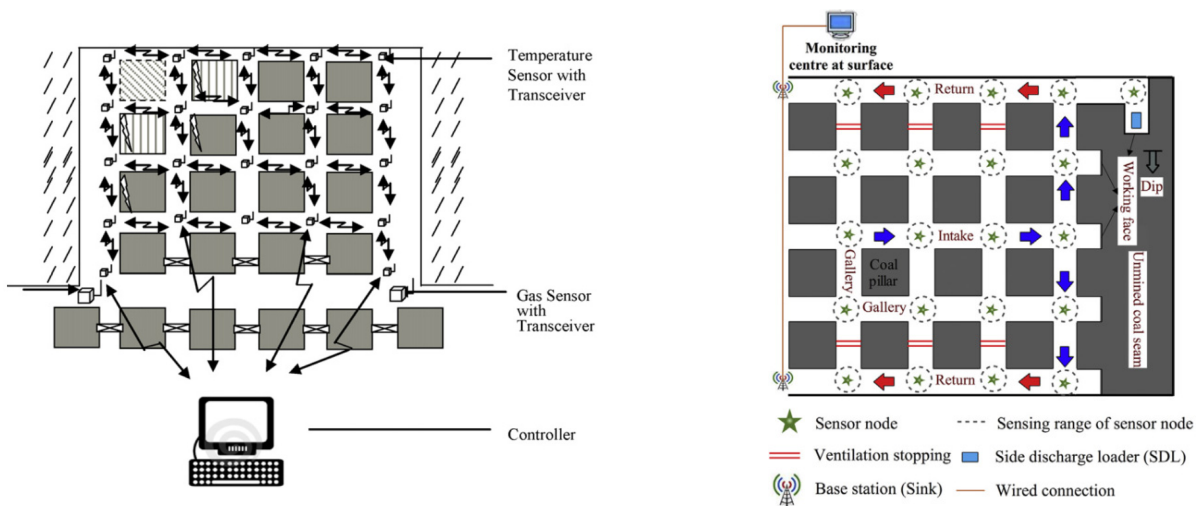 Temperature
Sensor with
Transceiver
Gas Sensor
with
Transceiver
Controller
Monitoring
centre at surface
Return
Working face
Dip
Intake
Gallery
Coal
pillar
Gallery
Unmined coal seam
Return
Sensor node
Sensing range of sensor node
Ventilation stopping
Side discharge loader (SDL)
Base station (Sink)
Wired connection